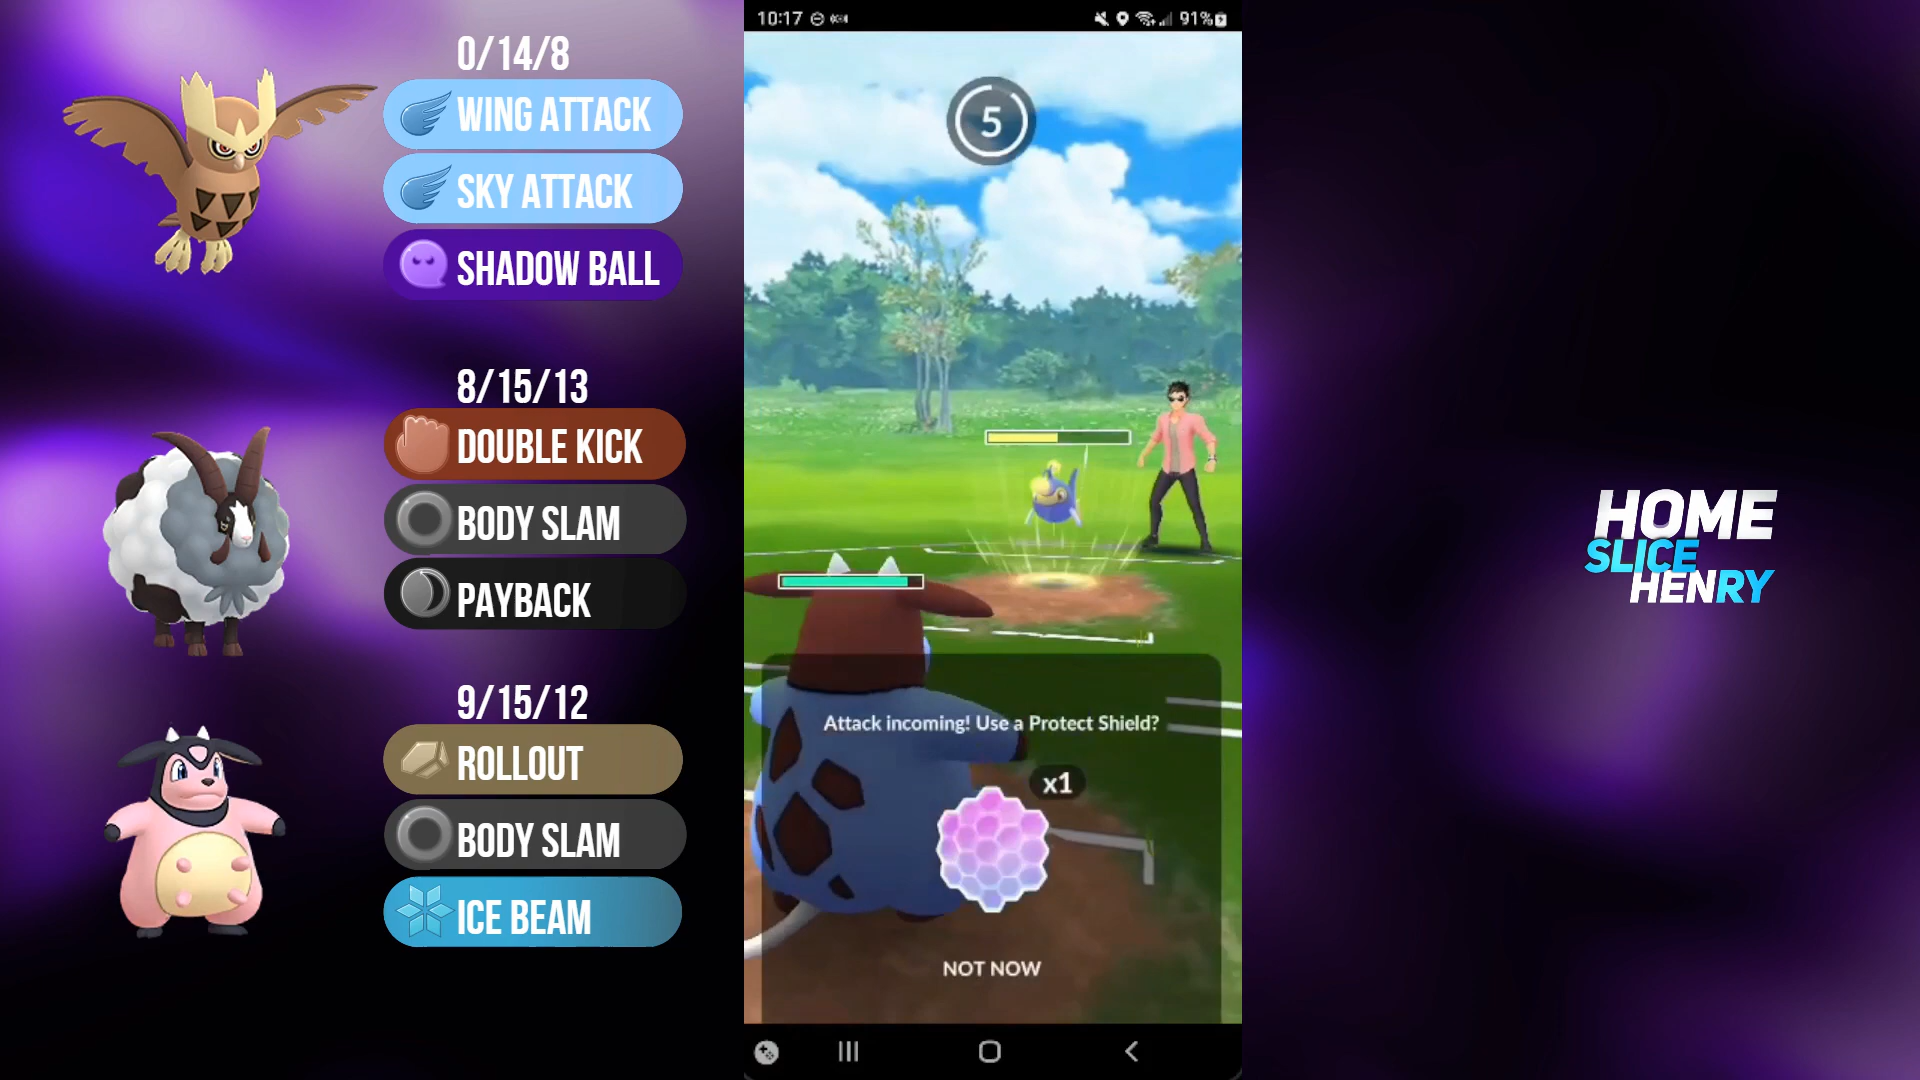 0/14/8
WING ATTACK
SKY ATTACK
SHADOW BALL
8/15/13
DOUBLE KICK
BODY SLAM
PAYBACK
9/15/12
ROLLOUT
BODY SLAM
ICE BEAM
10:17
91%
5
Attack incoming! Use a Protect Shield?
x1
NOT NOW
HOME
SLICE
HENRY